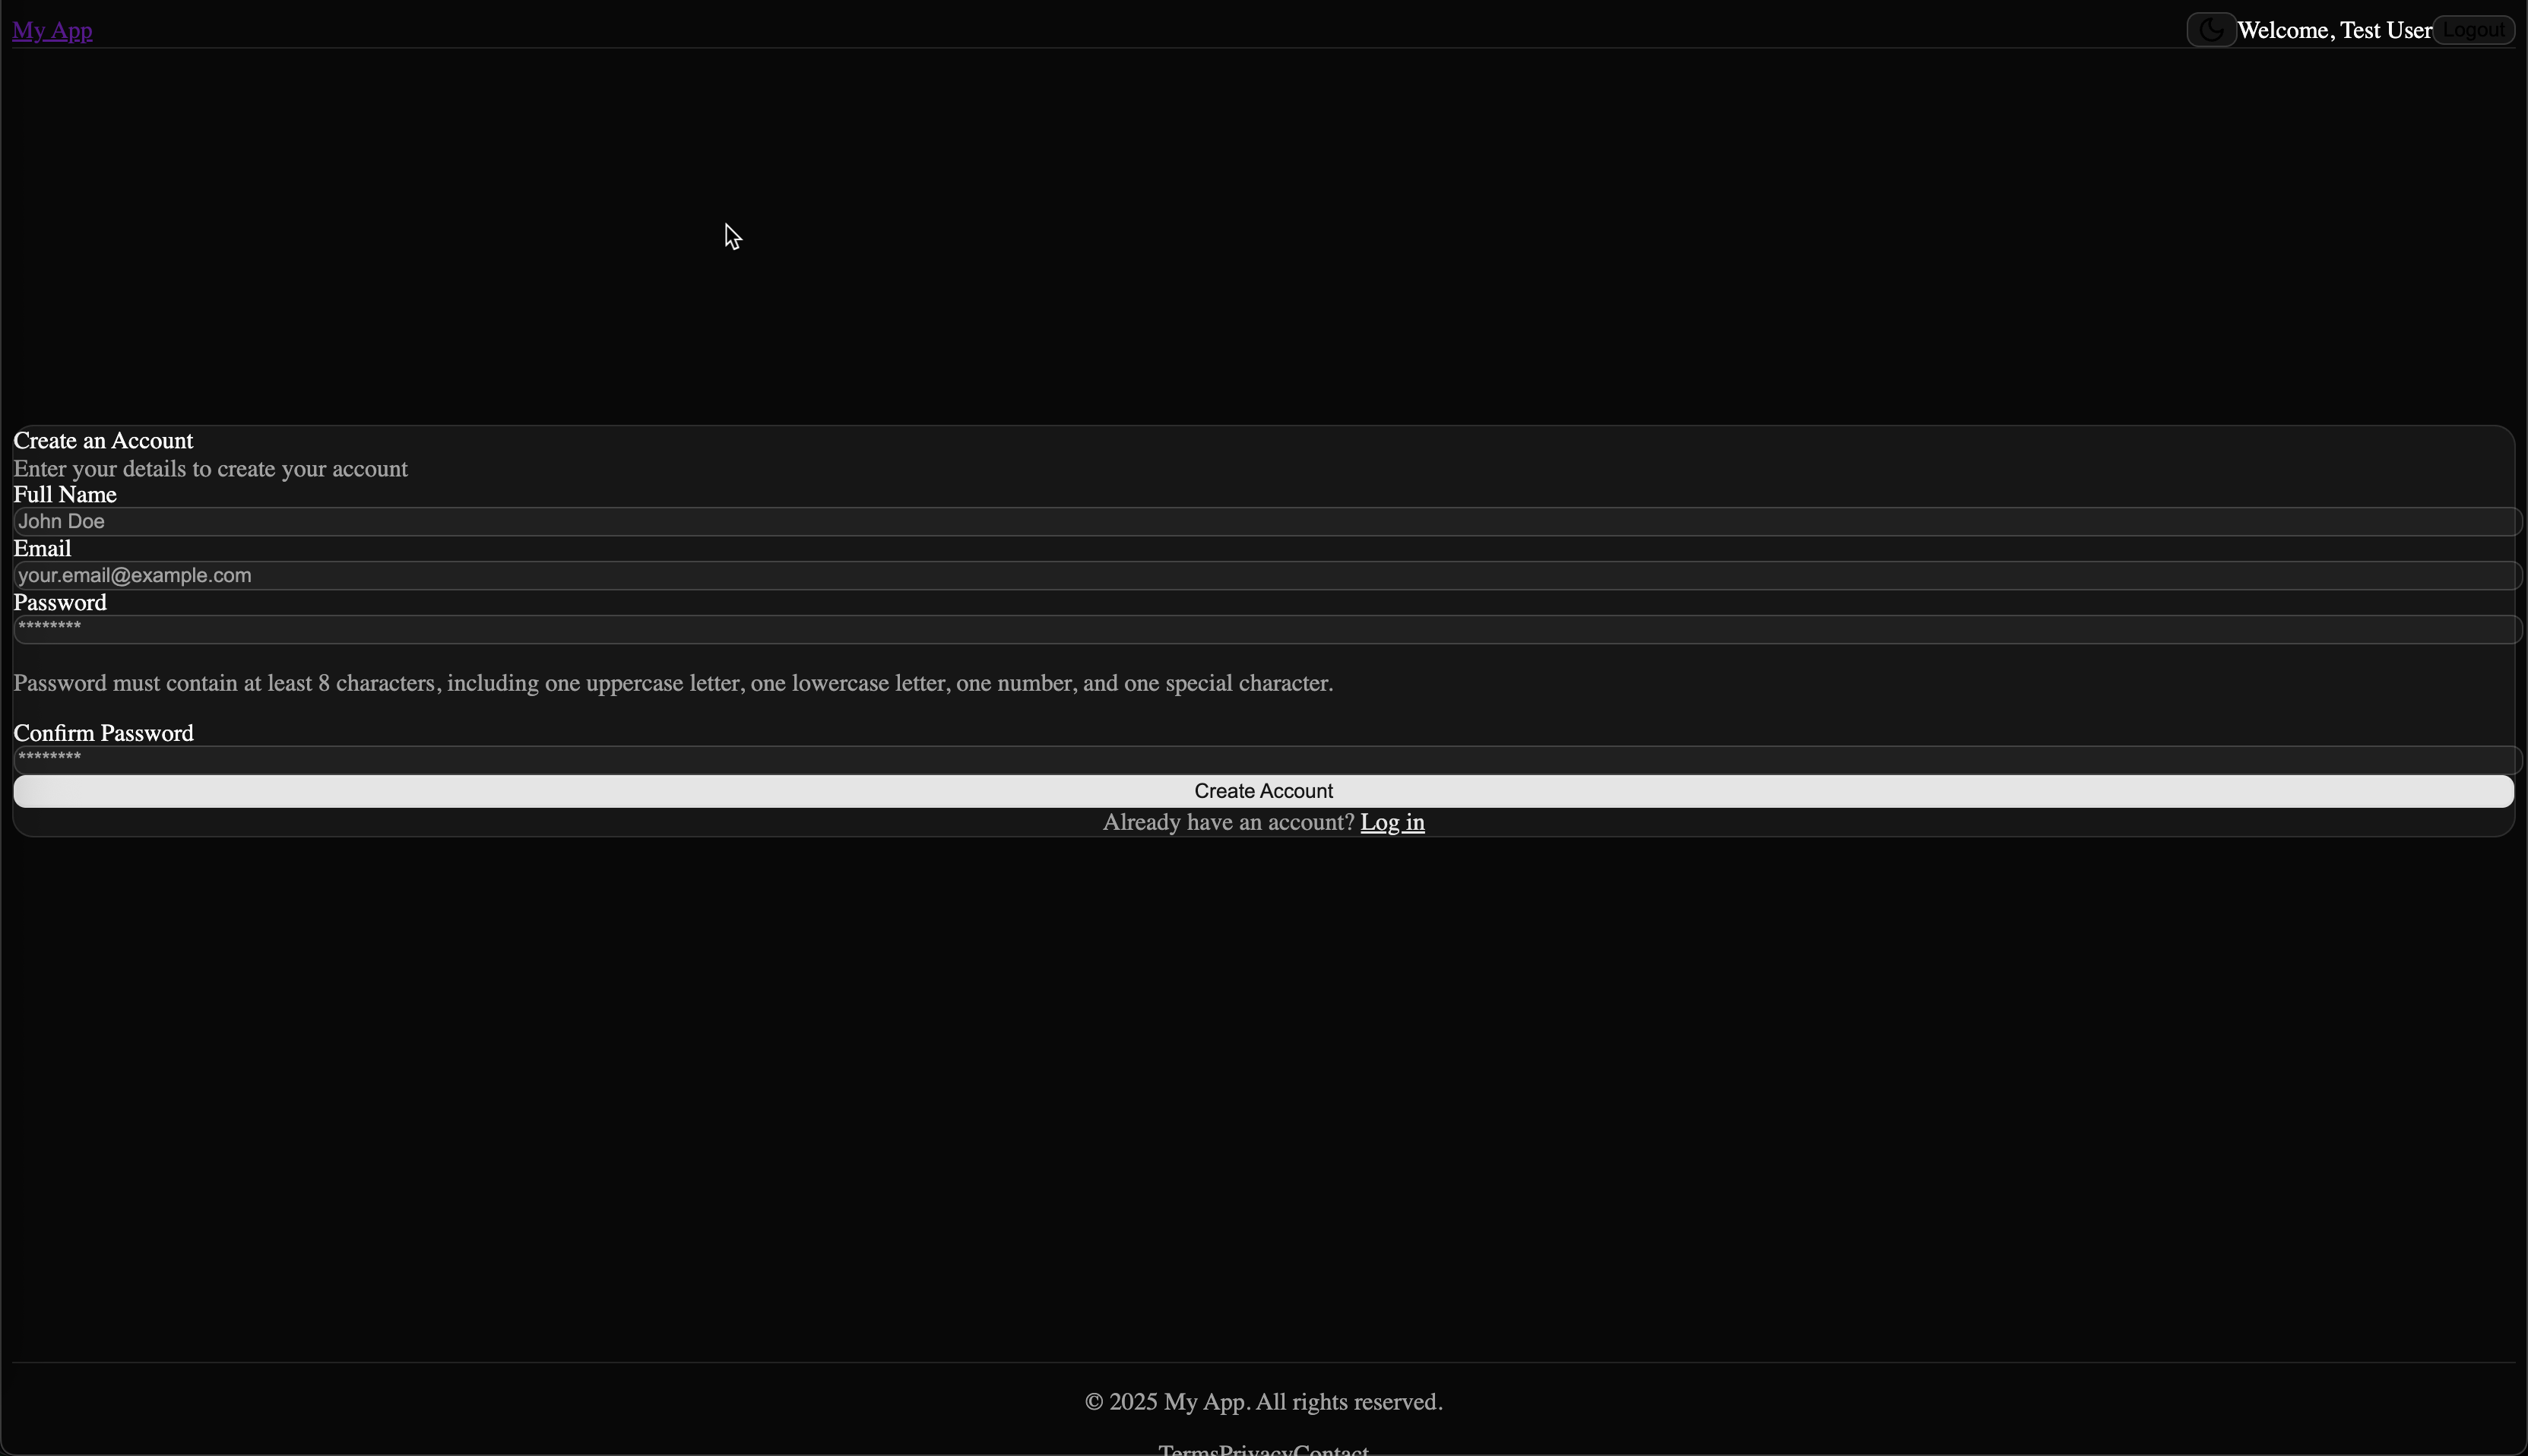 My App
Welcome, Test User Logout
Create an Account
Enter your details to create your account
Full Name
John Doe
Email
your.email@example.com
Password
********
Password must contain at least 8 characters, including one uppercase letter, one lowercase letter, one number, and one special character.
Confirm Password
********
Create Account
Already have an account? Log in
© 2025 My App. All rights reserved.
TermsPrivacyContact